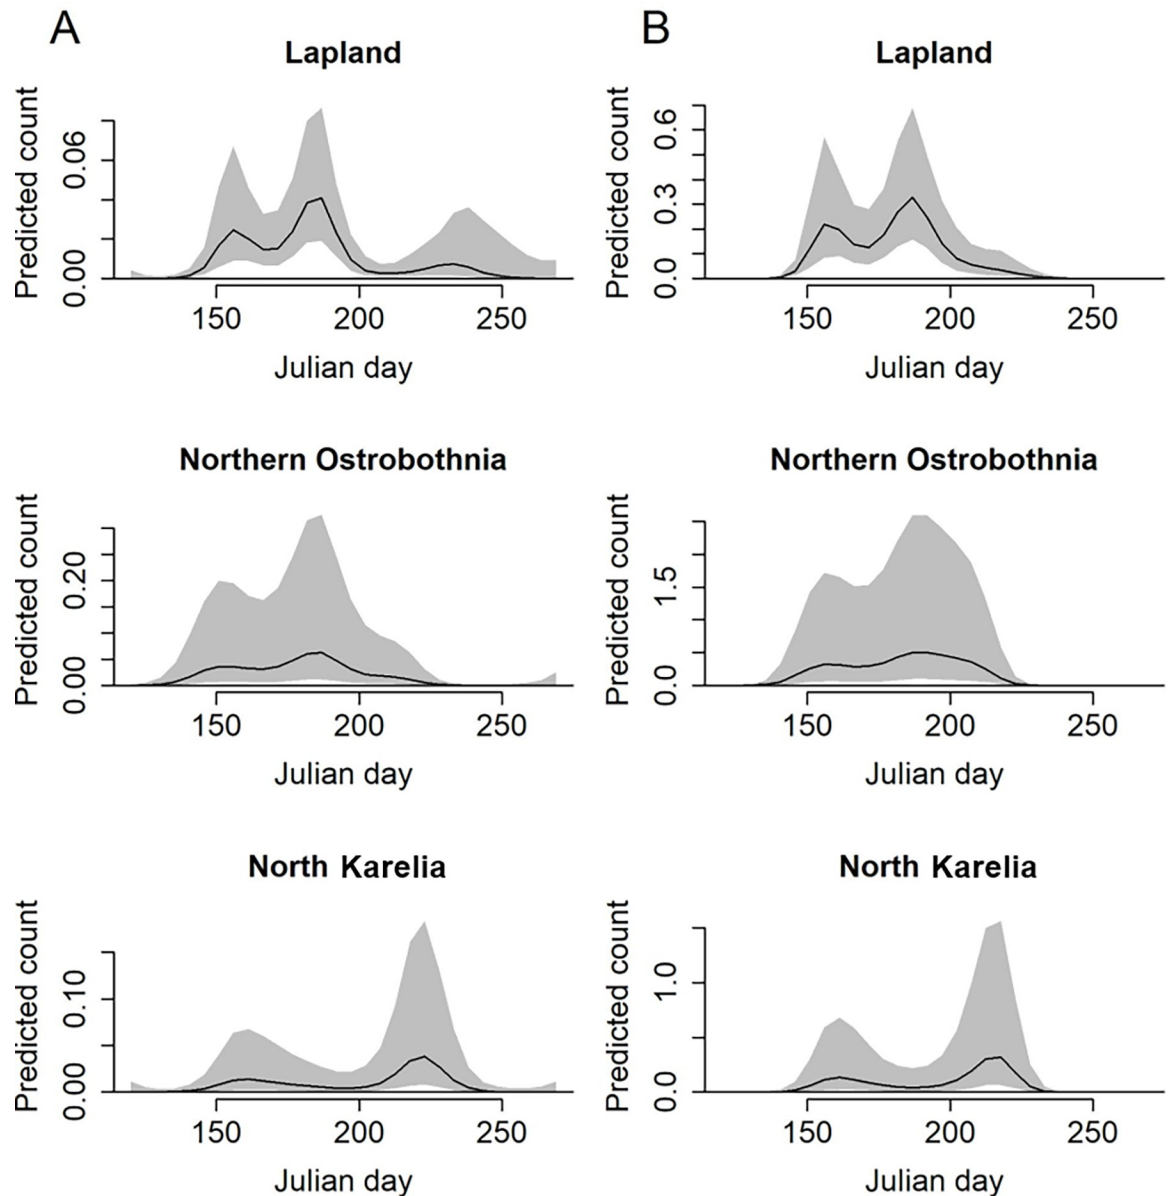 A
B
Lapland
Predicted count
0.00
0.06
150
200
250
Julian day
Lapland
Predicted count
0.0
0.3
0.6
150
200
250
Julian day
Northern Ostrobothnia
Predicted count
0.00
0.20
150
200
250
Julian day
Northern Ostrobothnia
Predicted count
0.0
1.5
150
200
250
Julian day
North Karelia
Predicted count
0.00
0.10
150
200
250
Julian day
North Karelia
Predicted count
0.0
1.0
150
200
250
Julian day